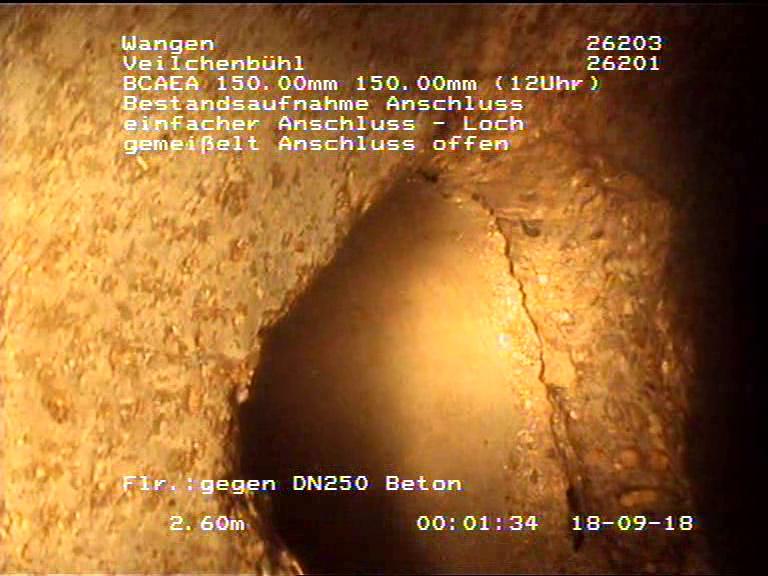 Wangen 26203
Veilchenbühl 26201
BCAEA 150.00mm 150.00mm (12Uhr)
Bestandsaufnahme Anschluss
einfacher Anschluss - Loch
gemeißelt Anschluss offen
Flr.:gegen DN250 Beton
2.60m 00:01:34 18-09-18